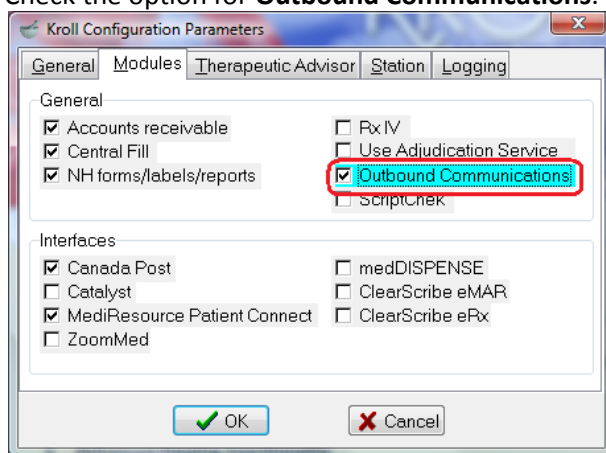 Check the option for Outbound Communications.
Kroll Configuration Parameters
General Modules Therapeutic Advisor Station Logging
General
Accounts receivable
Rx IV
Central Fill
Use Adjudication Service
NH forms/labels/reports
Outbound Communications
ScriptChek
Interfaces
Canada Post
medDISPENSE
Catalyst
ClearScribe eMAR
MediResource Patient Connect
ClearScribe eRx
ZoomMed
OK
Cancel